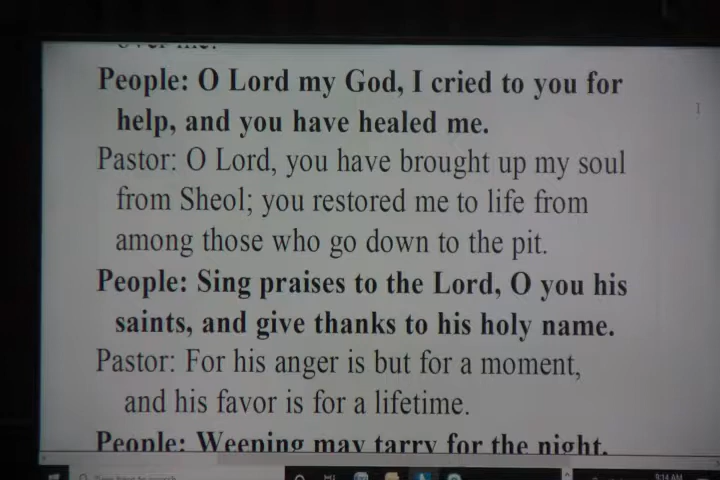 People: O Lord my God, I cried to you for
help, and you have healed me.
Pastor: O Lord, you have brought up my soul
from Sheol; you restored me to life from
among those who go down to the pit.
People: Sing praises to the Lord, O you his
saints, and give thanks to his holy name.
Pastor: For his anger is but for a moment,
and his favor is for a lifetime.
People: Weeping may tarry for the night,
9:14 AM